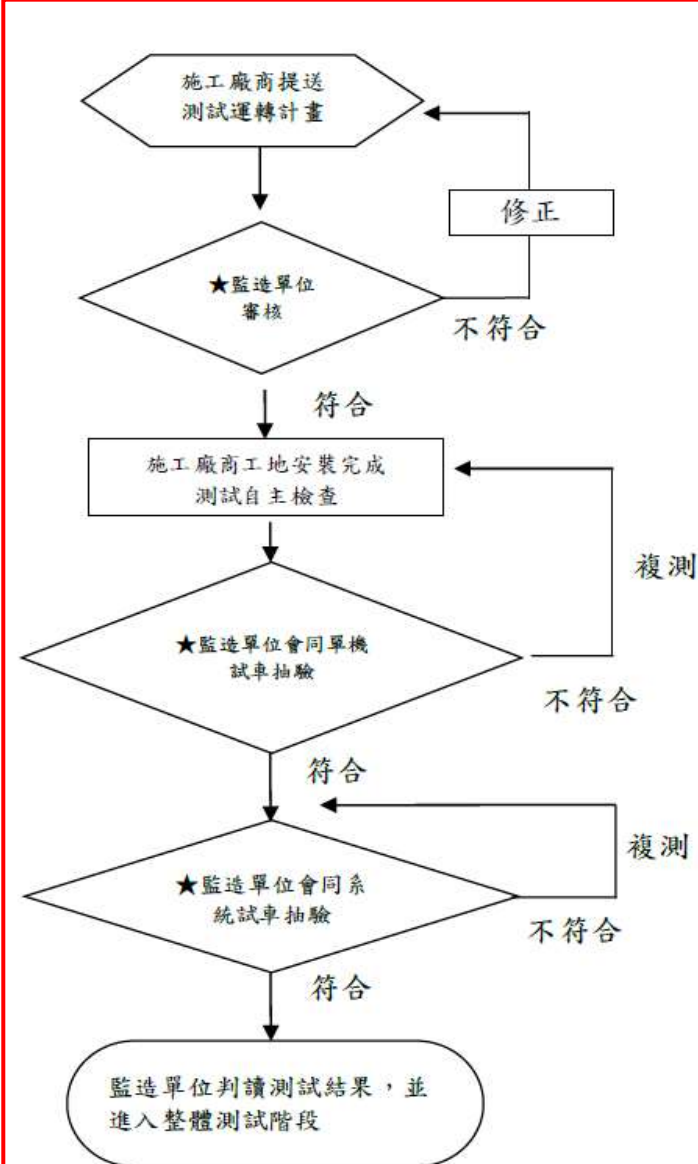 施工廠商提送
測試運轉計畫
修正
★監造單位
審核
不符合
符合
施工廠商工地安裝完成
測試自主檢查
複測
★監造單位會同單機
試車抽驗
不符合
符合
複測
★監造單位會同系
統試車抽驗
不符合
符合
監造單位判讀測試結果，並
進入整體測試階段